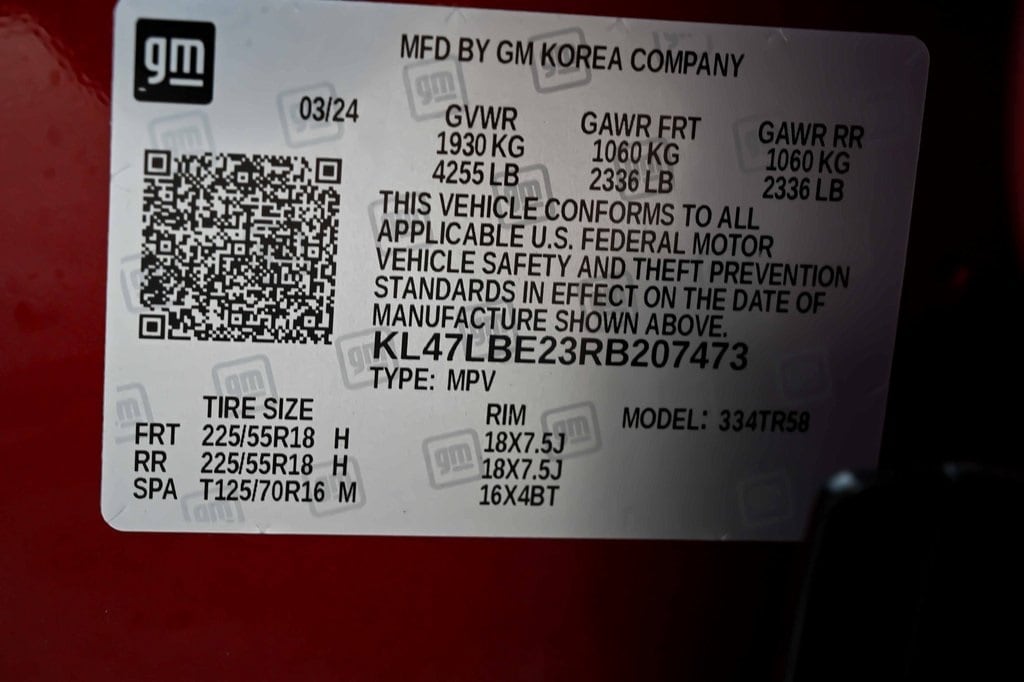 gm
MFD BY GM KOREA COMPANY
03/24
GVWR GAWR FRT GAWR RR
1930 KG 1060 KG 1060 KG
4255 LB 2336 LB 2336 LB
THIS VEHICLE CONFORMS TO ALL
APPLICABLE U.S. FEDERAL MOTOR
VEHICLE SAFETY AND THEFT PREVENTION
STANDARDS IN EFFECT ON THE DATE OF
MANUFACTURE SHOWN ABOVE.
KL47LBE23RB207473
TYPE: MPV
TIRE SIZE RIM MODEL: 334TR58
FRT 225/55R18 H 18X7.5J
RR 225/55R18 H 18X7.5J
SPA T125/70R16 M 16X4BT